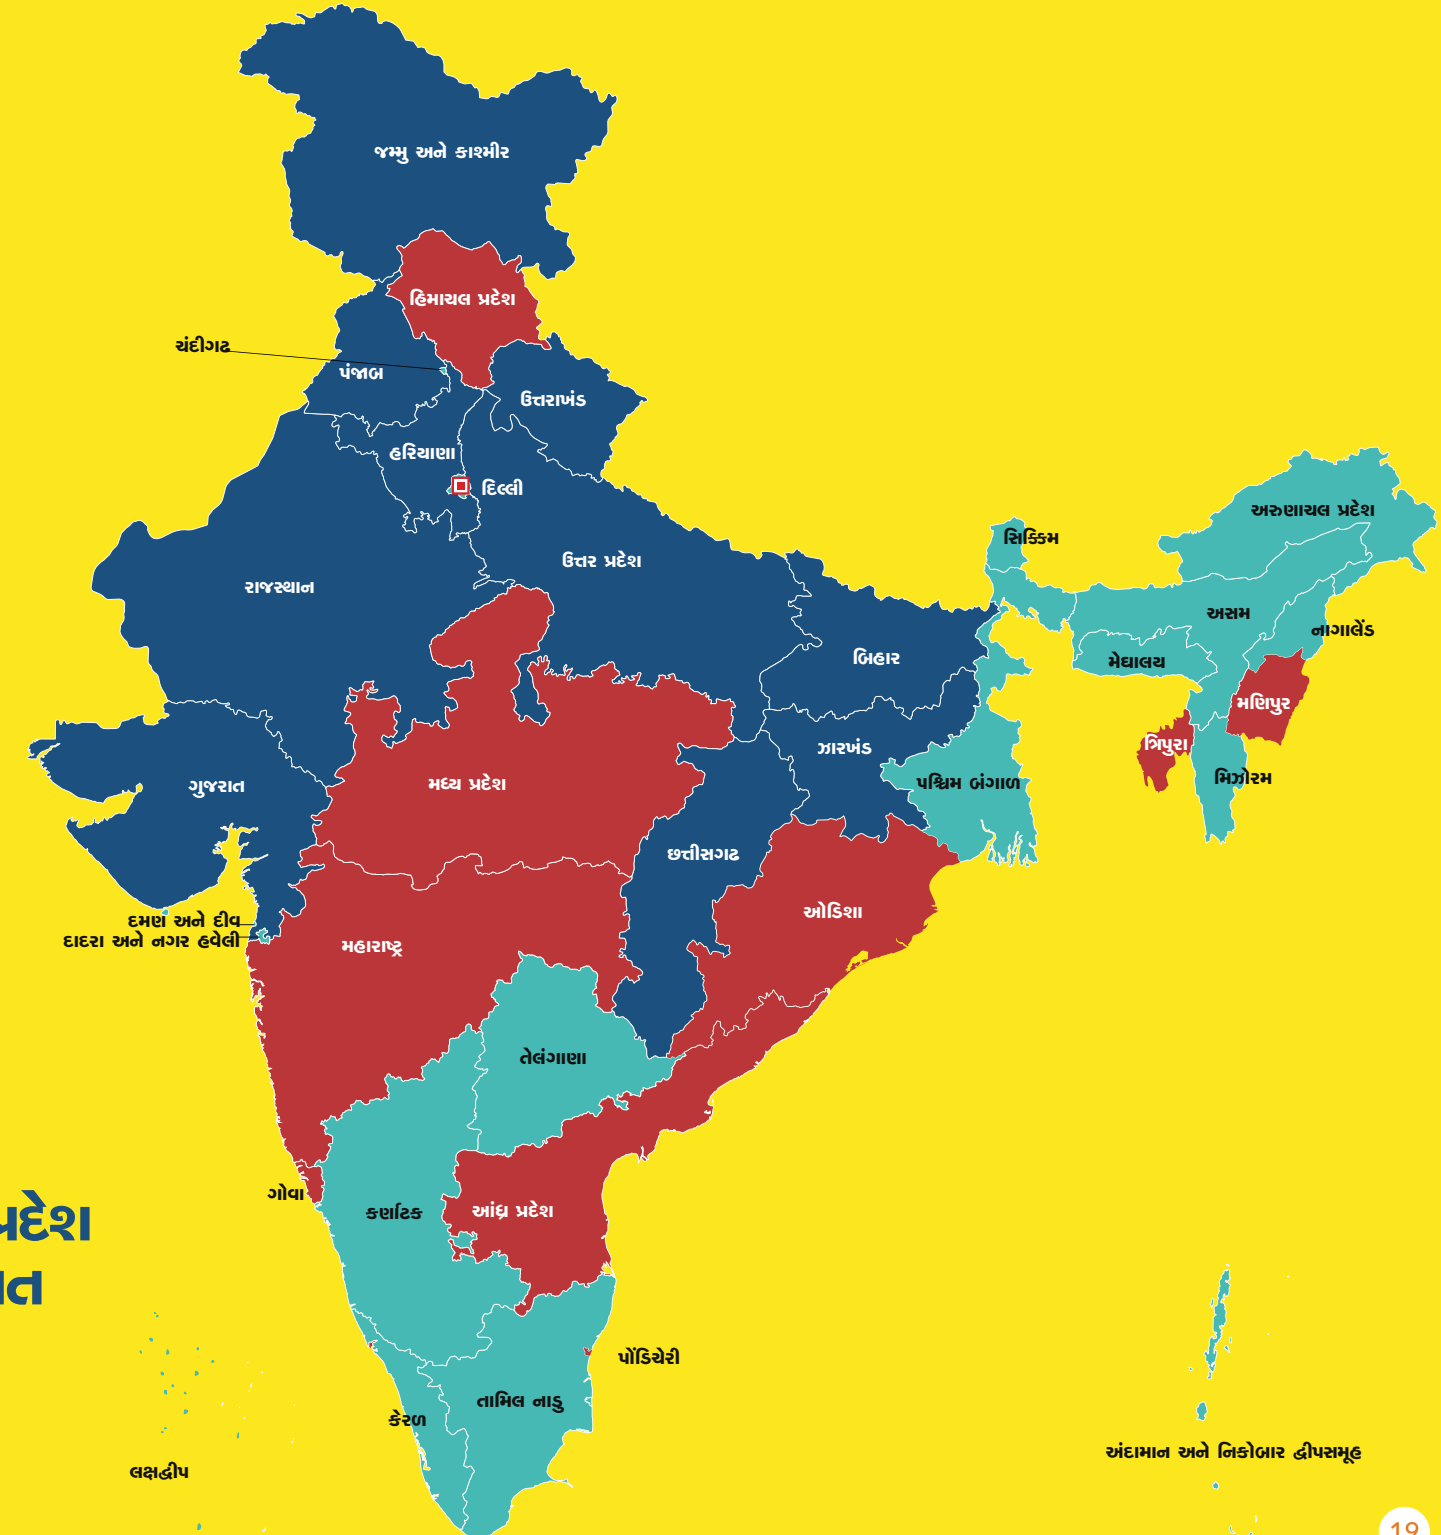 જમ્મુ અને કાશ્મીર
હિમાચલ પ્રદેશ
ચંદીગઢ
પંજાબ
ઉત્તરાખંડ
હરિયાણા
દિલ્લી
અરુણાચલ પ્રદેશ
સિક્કિમ
ઉત્તર પ્રદેશ
રાજસ્થાન
અસમ
નાગાલેંડ
બિહાર
મેઘાલય
મણિપુર
ત્રિપુરા
ઝારખંડ
મિઝોરમ
પશ્ચિમ બંગાળ
ગુજરાત
મધ્ય પ્રદેશ
છત્તીસગઢ
ઓડિશા
દમણ અને દીવ
દાદરા અને નગર હવેલી
મહારાષ્ટ્ર
તેલંગાણા
ગોવા
કર્ણાટક
આંધ્ર પ્રદેશ
પ્રદેશ
પોંડિચેરી
તામિલ નાડુ
કેરળ
અંદામાન અને નિકોબાર દ્વીપસમૂહ
લક્ષદ્વીપ
19